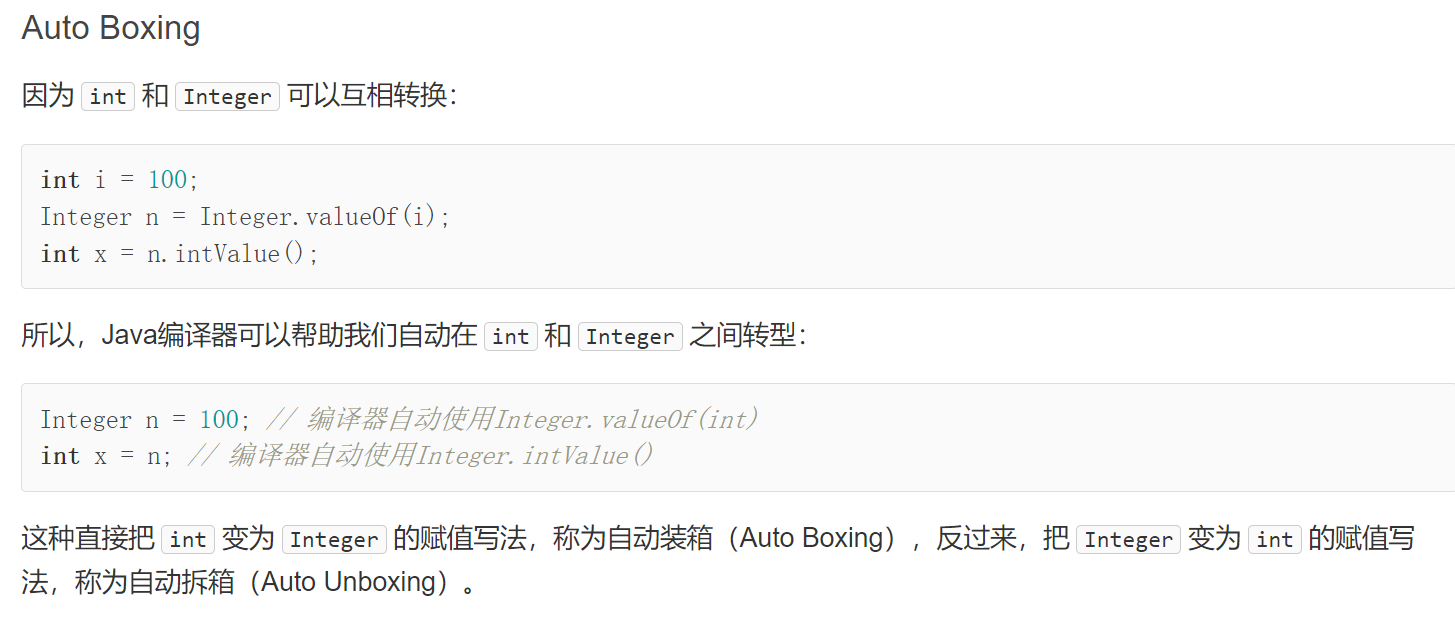 Auto Boxing
因为 int 和 Integer 可以互相转换：
int i = 100;
Integer n = Integer.valueOf(i);
int x = n.intValue();
所以，Java编译器可以帮助我们自动在 int 和 Integer 之间转型：
Integer n = 100; // 编译器自动使用Integer.valueOf(int)
int x = n; // 编译器自动使用Integer.intValue()
这种直接把 int 变为 Integer 的赋值写法，称为自动装箱（Auto Boxing），反过来，把 Integer 变为 int 的赋值写
法，称为自动拆箱（Auto Unboxing）。